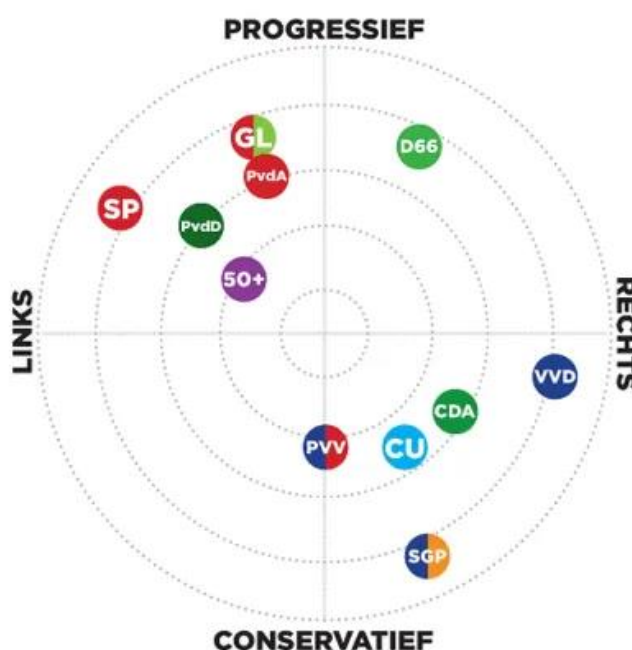 PROGRESSIEF
GL
D66
PvdA
SP
PvdD
50+
LINKS
RECHTS
VVD
CDA
PVV
CU
SGP
CONSERVATIEF